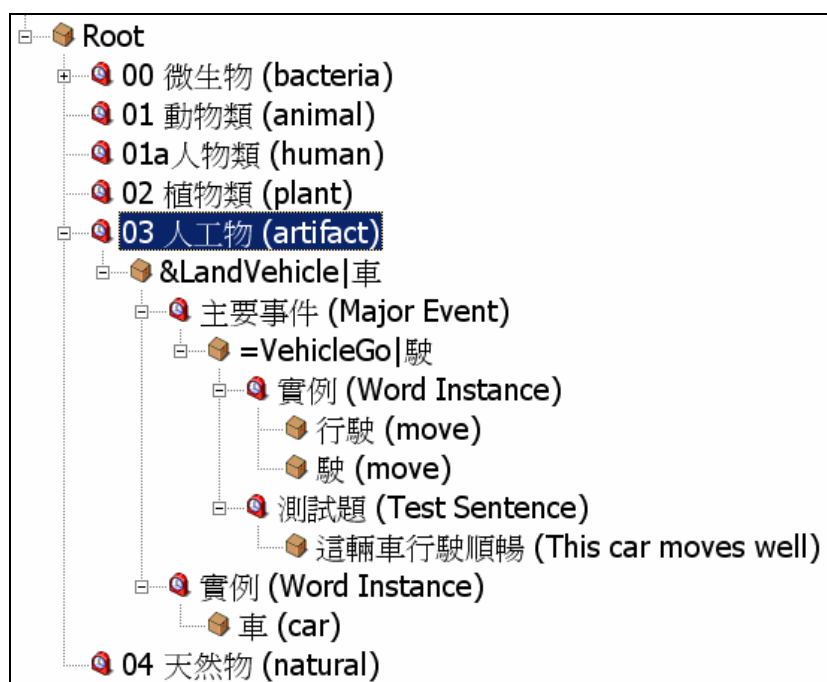 Root
00 微生物 (bacteria)
01 動物類 (animal)
01a人物類 (human)
02 植物類 (plant)
03 人工物 (artifact)
&LandVehicle|車
主要事件 (Major Event)
=VehicleGo|駛
實例 (Word Instance)
行駛 (move)
駛 (move)
測試題 (Test Sentence)
這輛車行駛順暢 (This car moves well)
實例 (Word Instance)
車 (car)
04 天然物 (natural)